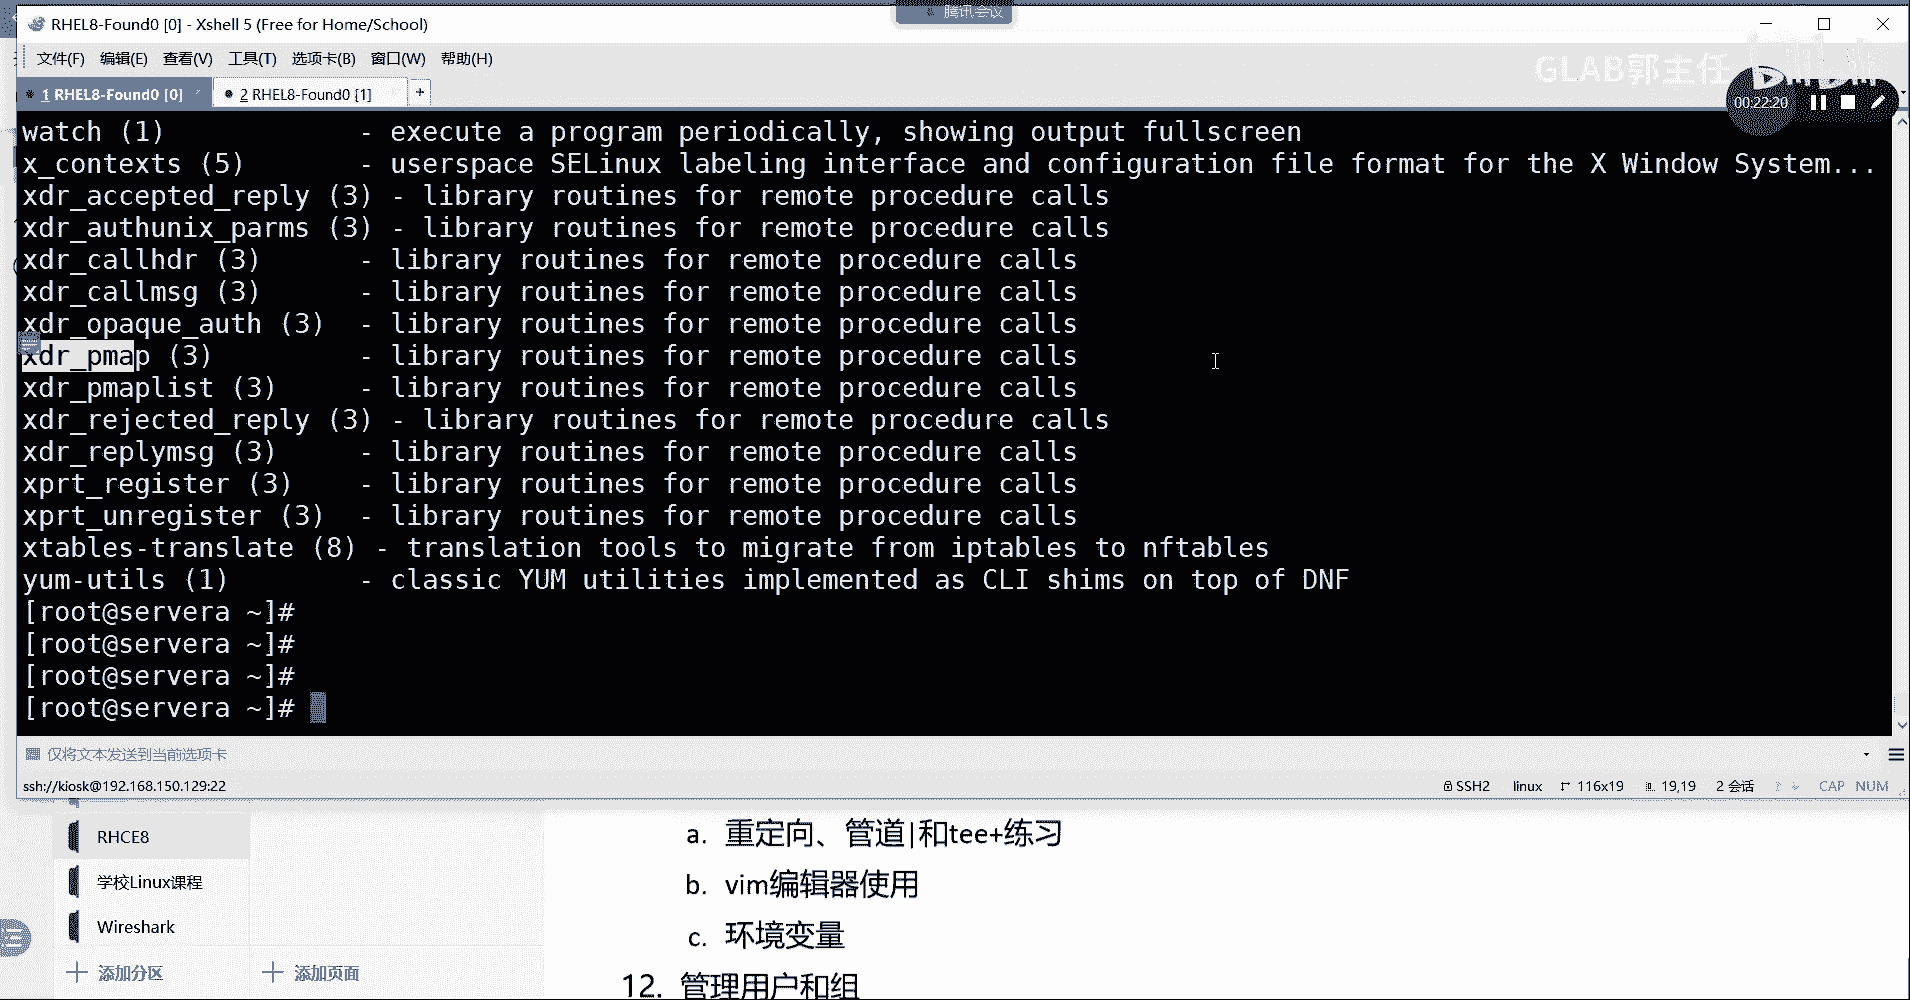 腾讯会议
RHEL8-Found0 [0] - Xshell 5 (Free for Home/School)
文件(F) 编辑(E) 查看(V) 工具(T) 选项卡(B) 窗口(W) 帮助(H)
GLAB郭主任
1 RHEL8-Found0 [0] 2 RHEL8-Found0 [1] +
00:22:20
watch (1) - execute a program periodically, showing output fullscreen
x_contexts (5) - userspace SELinux labeling interface and configuration file format for the X Window System...
xdr_accepted_reply (3) - library routines for remote procedure calls
xdr_authunix_parms (3) - library routines for remote procedure calls
xdr_callhdr (3) - library routines for remote procedure calls
xdr_callmsg (3) - library routines for remote procedure calls
xdr_opaque_auth (3) - library routines for remote procedure calls
xdr_pmap (3) - library routines for remote procedure calls
xdr_pmaplist (3) - library routines for remote procedure calls
xdr_rejected_reply (3) - library routines for remote procedure calls
xdr_replymsg (3) - library routines for remote procedure calls
xprt_register (3) - library routines for remote procedure calls
xprt_unregister (3) - library routines for remote procedure calls
xtables-translate (8) - translation tools to migrate from iptables to nftables
yum-utils (1) - classic YUM utilities implemented as CLI shims on top of DNF
[root@servera ~]#
[root@servera ~]#
[root@servera ~]#
[root@servera ~]#
仅将文本发送到当前选项卡
ssh://kiosk@192.168.150.129:22 SSH2 linux 116x19 19,19 2 会话 CAP NUM
RHCE8
学校Linux课程
Wireshark
添加分区 添加页面
a. 重定向、管道|和tee+练习
b. vim编辑器使用
c. 环境变量
12. 管理用户和组